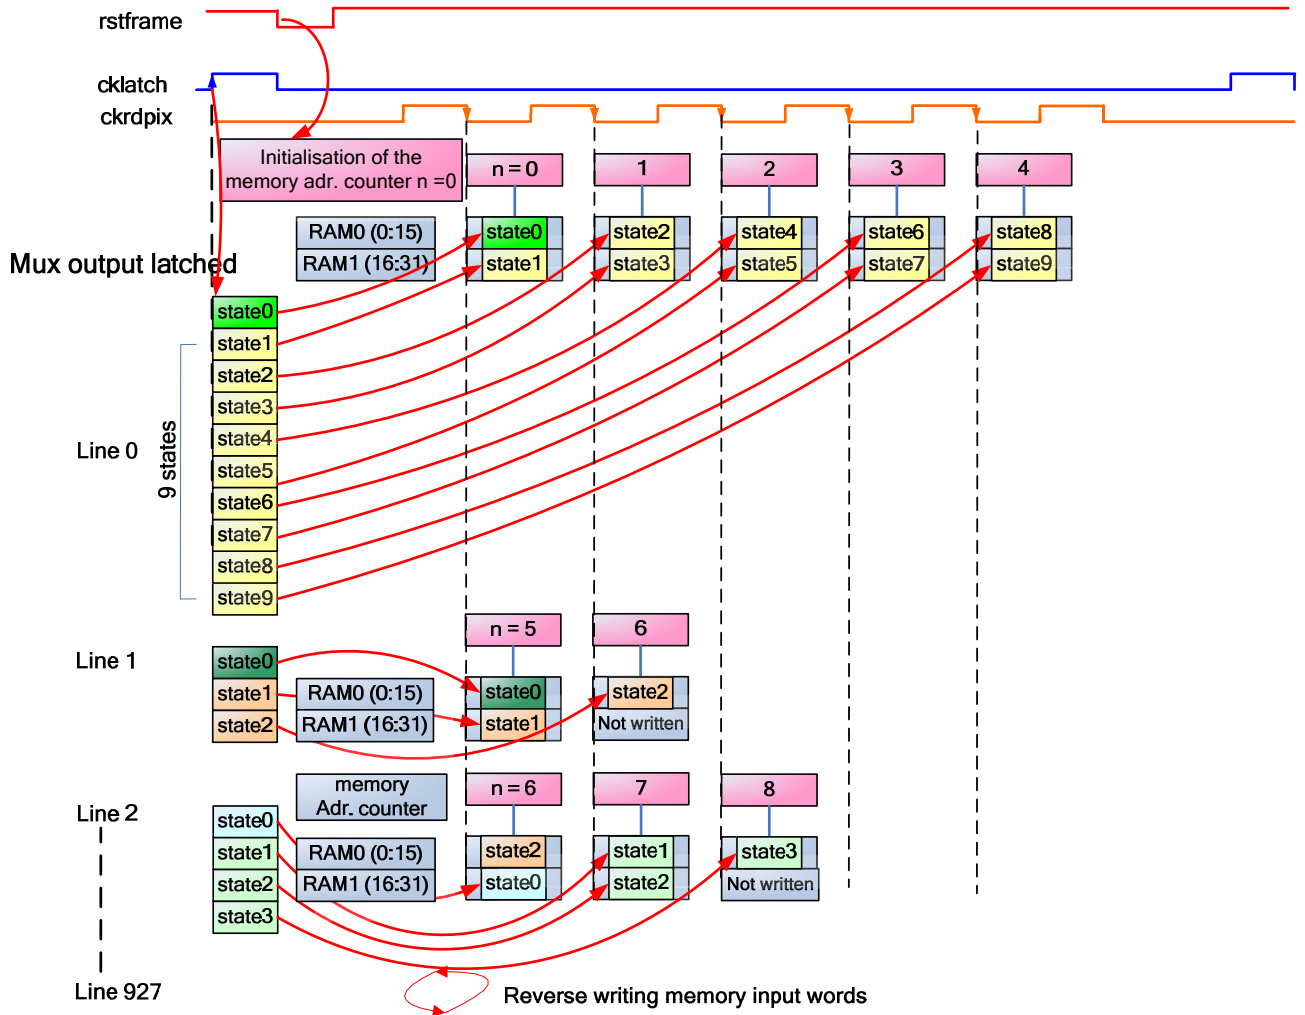 rstframe
cklatch
ckrdpix
Initialisation of the
memory adr. counter n =0
n = 0
1
2
3
4
RAM0 (0:15)
RAM1 (16:31)
state0
state1
state2
state3
state4
state5
state6
state7
state8
state9
Mux output latched
Line 0
9 states
state0
state1
state2
state3
state4
state5
state6
state7
state8
state9
n = 5
6
Line 1
state0
state1
state2
RAM0 (0:15)
RAM1 (16:31)
state0
state1
state2
Not written
memory
Adr. counter
n = 6
7
8
Line 2
state0
state1
state2
state3
RAM0 (0:15)
RAM1 (16:31)
state2
state0
state1
state2
state3
Not written
Line 927
Reverse writing memory input words